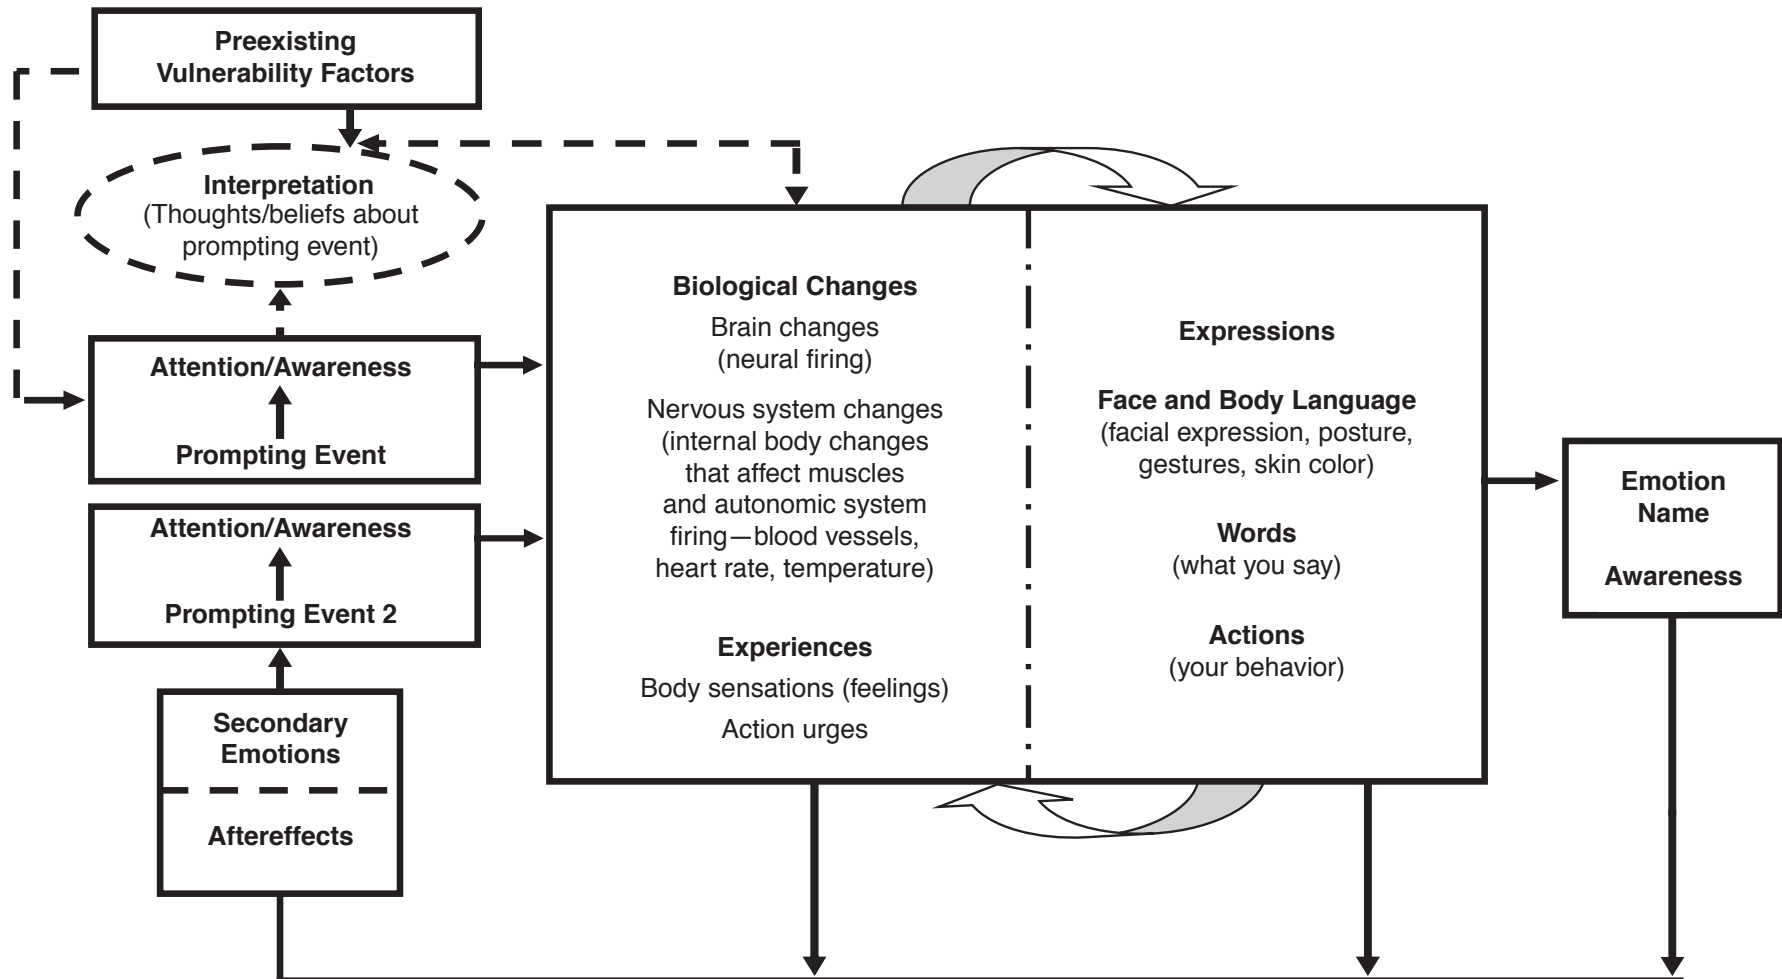 Preexisting
Vulnerability Factors
Interpretation
(Thoughts/beliefs about
prompting event)
Attention/Awareness
Prompting Event
Attention/Awareness
Prompting Event 2
Secondary
Emotions
Aftereffects
Biological Changes
Brain changes
(neural firing)
Nervous system changes
(internal body changes
that affect muscles
and autonomic system
firing—blood vessels,
heart rate, temperature)
Experiences
Body sensations (feelings)
Action urges
Expressions
Face and Body Language
(facial expression, posture,
gestures, skin color)
Words
(what you say)
Actions
(your behavior)
Emotion
Name
Awareness